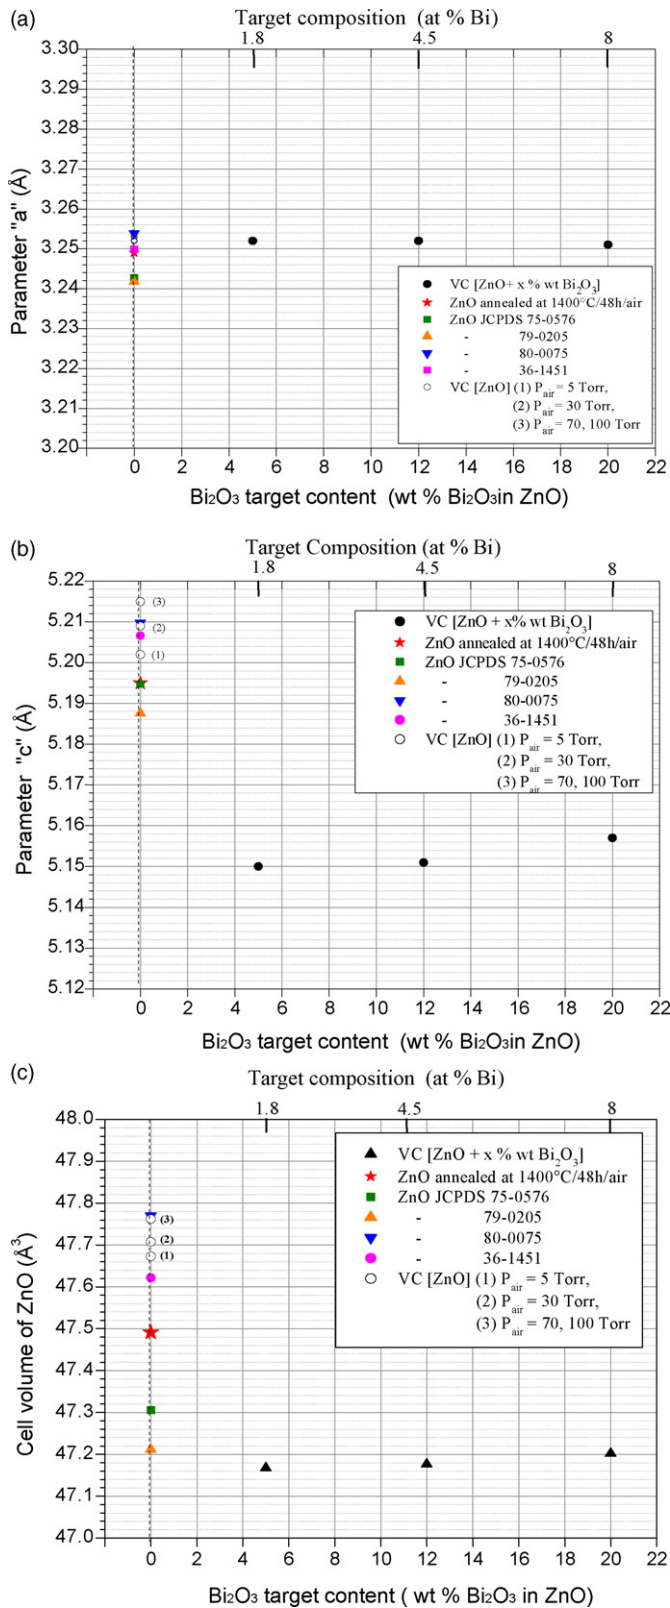 (a)
Target composition (at % Bi)
1.8 4.5 8
3.30
3.29
3.28
3.27
3.26
3.25
3.24
3.23
3.22
3.21
3.20
Parameter "a" (Å)
VC [ZnO+ x % wt Bi₂O₃]
ZnO annealed at 1400°C/48h/air
ZnO JCPDS 75-0576
- 79-0205
- 80-0075
- 36-1451
VC [ZnO] (1) P_air = 5 Torr,
(2) P_air = 30 Torr,
(3) P_air = 70, 100 Torr
0 2 4 6 8 10 12 14 16 18 20 22
Bi₂O₃ target content (wt % Bi₂O₃in ZnO)
(b)
Target Composition (at % Bi)
1.8 4.5 8
5.22
5.21
5.20
5.19
5.18
5.17
5.16
5.15
5.14
5.13
5.12
Parameter "c" (Å)
(3)
(2)
(1)
VC [ZnO + x% wt Bi₂O₃]
ZnO annealed at 1400°C/48h/air
ZnO JCPDS 75-0576
- 79-0205
- 80-0075
- 36-1451
VC [ZnO] (1) P_air = 5 Torr,
(2) P_air = 30 Torr,
(3) P_air = 70, 100 Torr
0 2 4 6 8 10 12 14 16 18 20 22
Bi₂O₃ target content (wt % Bi₂O₃in ZnO)
(c)
Target composition (at % Bi)
1.8 4.5 8
48.0
47.9
47.8
47.7
47.6
47.5
47.4
47.3
47.2
47.1
47.0
Cell volume of ZnO (Å³)
(3)
(2)
(1)
VC [ZnO + x % wt Bi₂O₃]
ZnO annealed at 1400°C/48h/air
ZnO JCPDS 75-0576
- 79-0205
- 80-0075
- 36-1451
VC [ZnO] (1) P_air = 5 Torr,
(2) P_air = 30 Torr,
(3) P_air = 70, 100 Torr
0 2 4 6 8 10 12 14 16 18 20 22
Bi₂O₃ target content ( wt % Bi₂O₃ in ZnO)